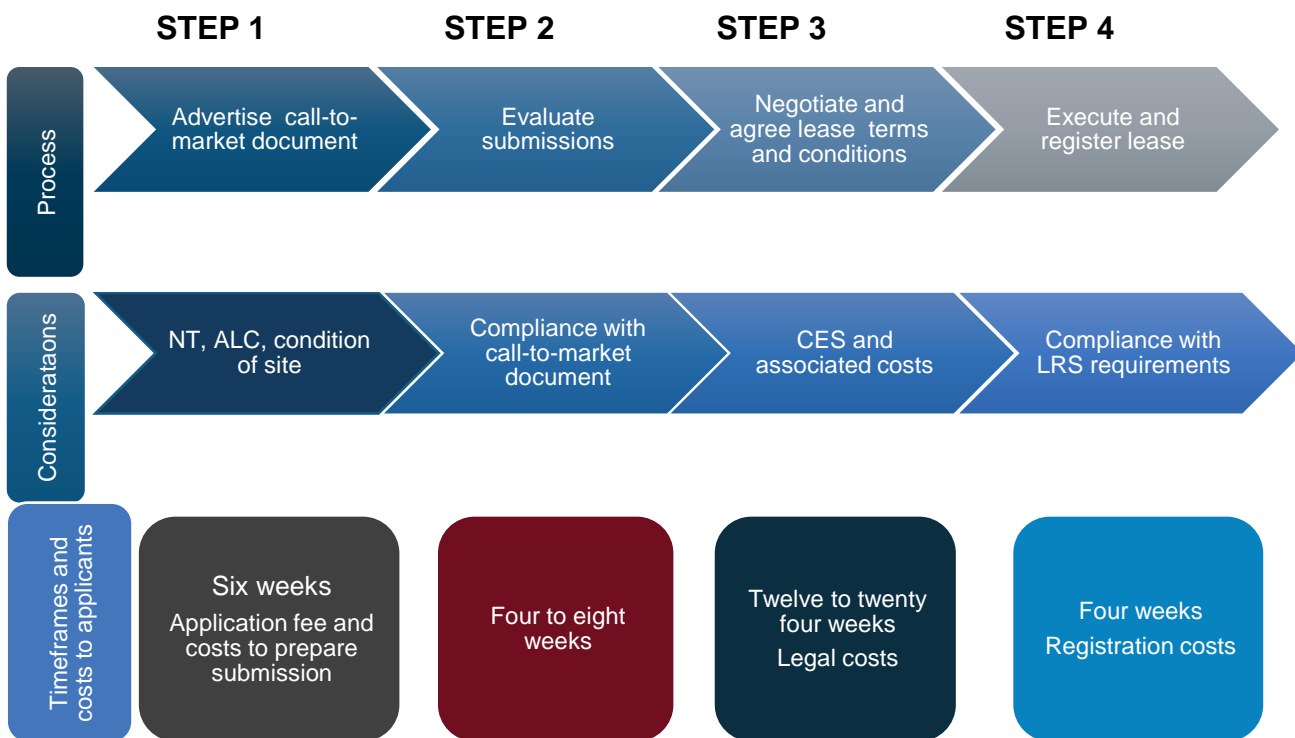 STEP 1
STEP 2
STEP 3
STEP 4
Process
Advertise call-to-
market document
Evaluate
submissions
Negotiate and
agree lease terms
and conditions
Execute and
register lease
Considerataons
NT, ALC, condition
of site
Compliance with
call-to-market
document
CES and
associated costs
Compliance with
LRS requirements
Timeframes and
costs to applicants
Six weeks
Application fee and
costs to prepare
submission
Four to eight
weeks
Twelve to twenty
four weeks
Legal costs
Four weeks
Registration costs